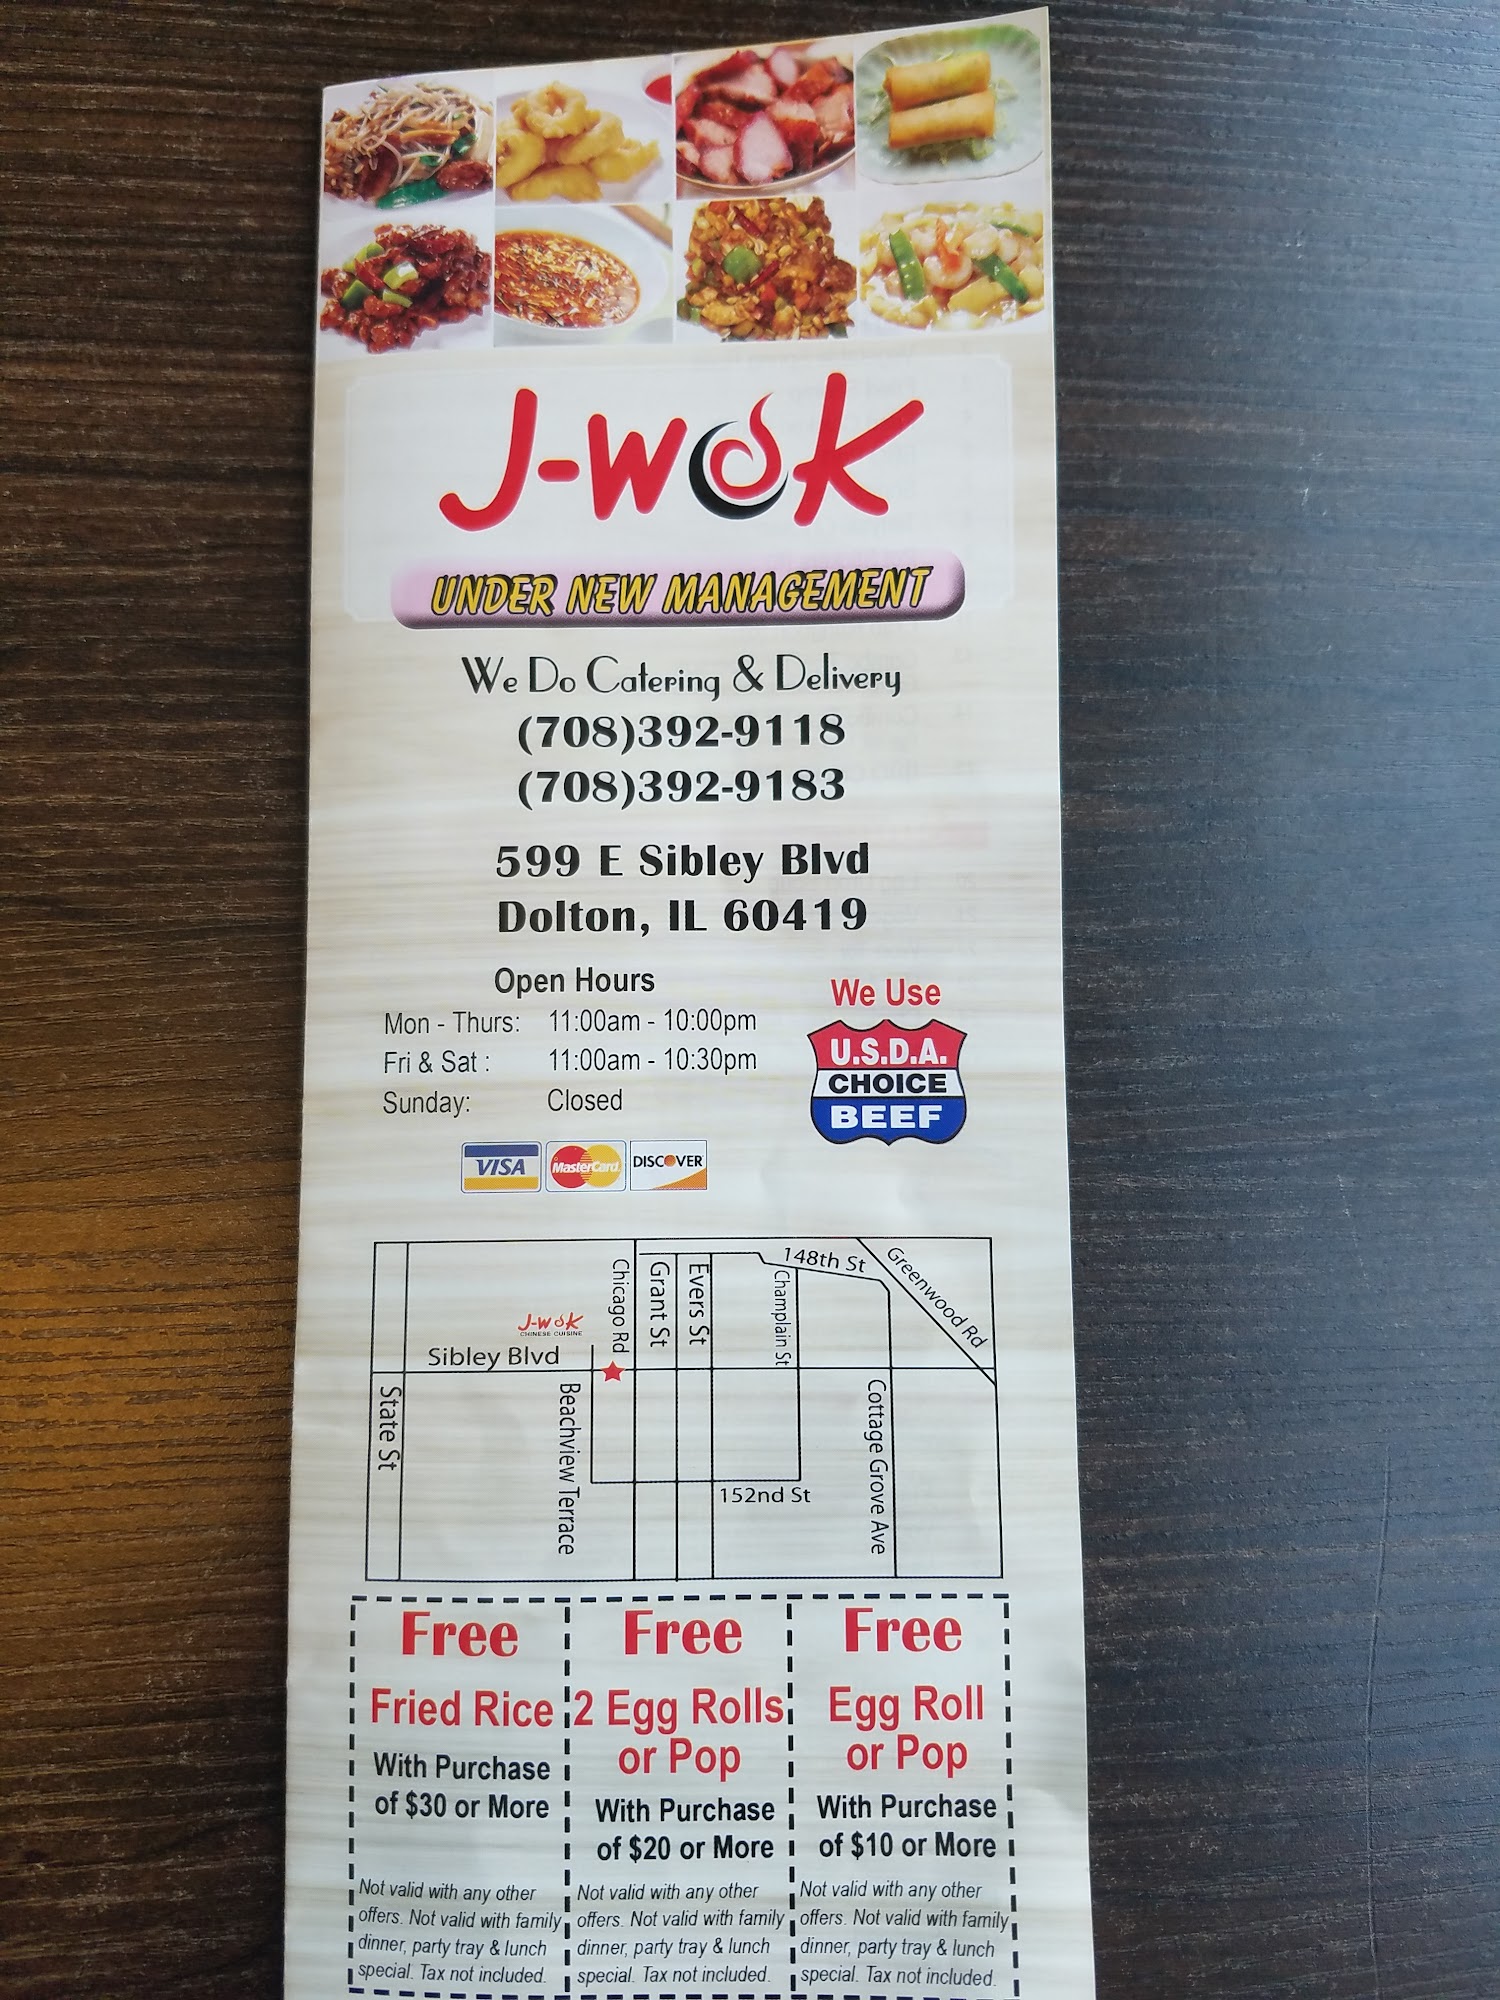 J-WOK
UNDER NEW MANAGEMENT
We Do Catering & Delivery
(708)392-9118
(708)392-9183
599 E Sibley Blvd
Dolton, IL 60419
Open Hours
Mon - Thurs: 11:00am - 10:00pm
Fri & Sat : 11:00am - 10:30pm
Sunday: Closed
We Use
U.S.D.A.
CHOICE
BEEF
VISA
MasterCard
DISCOVER
148th St
Greenwood Rd
Chicago Rd
Grant St
Evers St
Champlain St
J-WOK
CHINESE CUISINE
Sibley Blvd
State St
Beachview Terrace
Cottage Grove Ave
152nd St
Free
Fried Rice
With Purchase
of $30 or More
Not valid with any other
offers. Not valid with family
dinner, party tray & lunch
special. Tax not included.
Free
2 Egg Rolls
or Pop
With Purchase
of $20 or More
Not valid with any other
offers. Not valid with family
dinner, party tray & lunch
special. Tax not included.
Free
Egg Roll
or Pop
With Purchase
of $10 or More
Not valid with any other
offers. Not valid with family
dinner, party tray & lunch
special. Tax not included.